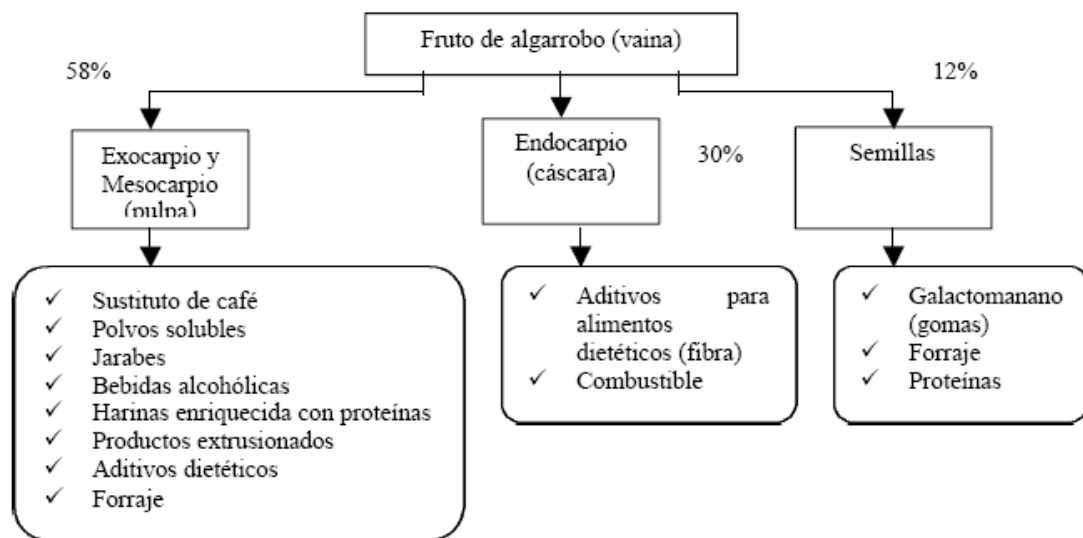 Fruto de algarrobo (vaina)
58%
12%
Exocarpio y
Mesocarpio
(pulpa)
Endocarpio
(cáscara)
30%
Semillas
✓ Sustituto de café
✓ Polvos solubles
✓ Jarabes
✓ Bebidas alcohólicas
✓ Harinas enriquecida con proteínas
✓ Productos extrusionados
✓ Aditivos dietéticos
✓ Forraje
✓ Aditivos para
alimentos
dietéticos (fibra)
✓ Combustible
✓ Galactomanano
(gomas)
✓ Forraje
✓ Proteínas